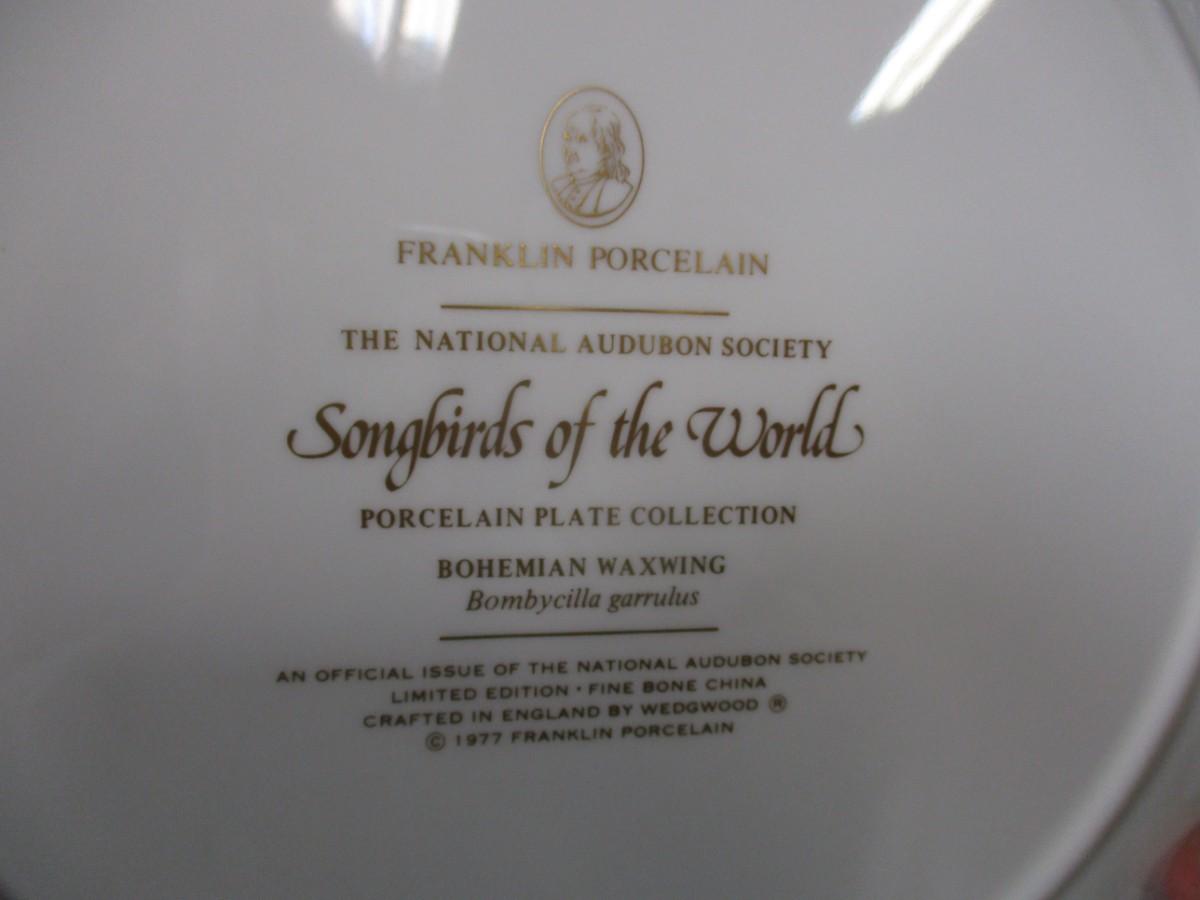 FRANKLIN PORCELAIN
THE NATIONAL AUDUBON SOCIETY
Songbirds of the World
PORCELAIN PLATE COLLECTION
BOHEMIAN WAXWING
Bombycilla garrulus
AN OFFICIAL ISSUE OF THE NATIONAL AUDUBON SOCIETY
LIMITED EDITION · FINE BONE CHINA
CRAFTED IN ENGLAND BY WEDGWOOD ®
© 1977 FRANKLIN PORCELAIN